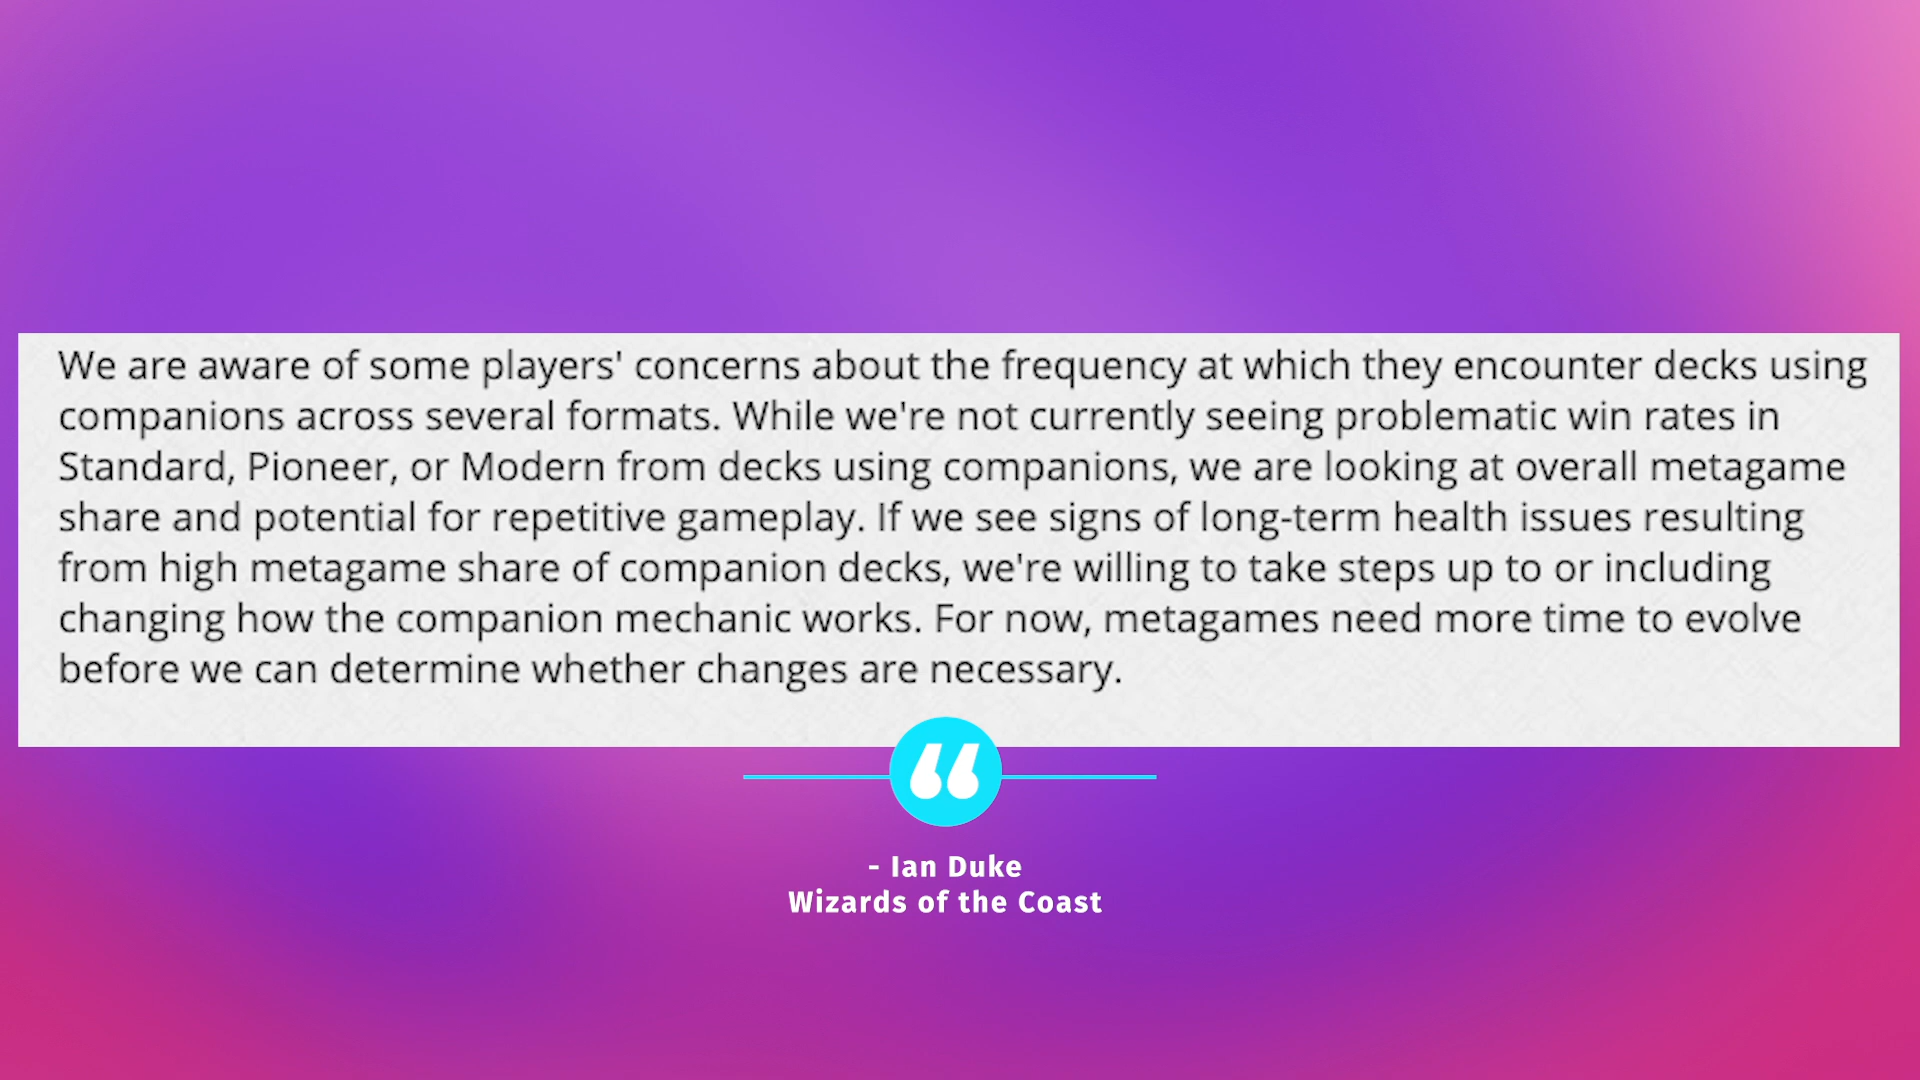 We are aware of some players' concerns about the frequency at which they encounter decks using
companions across several formats. While we're not currently seeing problematic win rates in
Standard, Pioneer, or Modern from decks using companions, we are looking at overall metagame
share and potential for repetitive gameplay. If we see signs of long-term health issues resulting
from high metagame share of companion decks, we're willing to take steps up to or including
changing how the companion mechanic works. For now, metagames need more time to evolve
before we can determine whether changes are necessary.
“
- Ian Duke
Wizards of the Coast